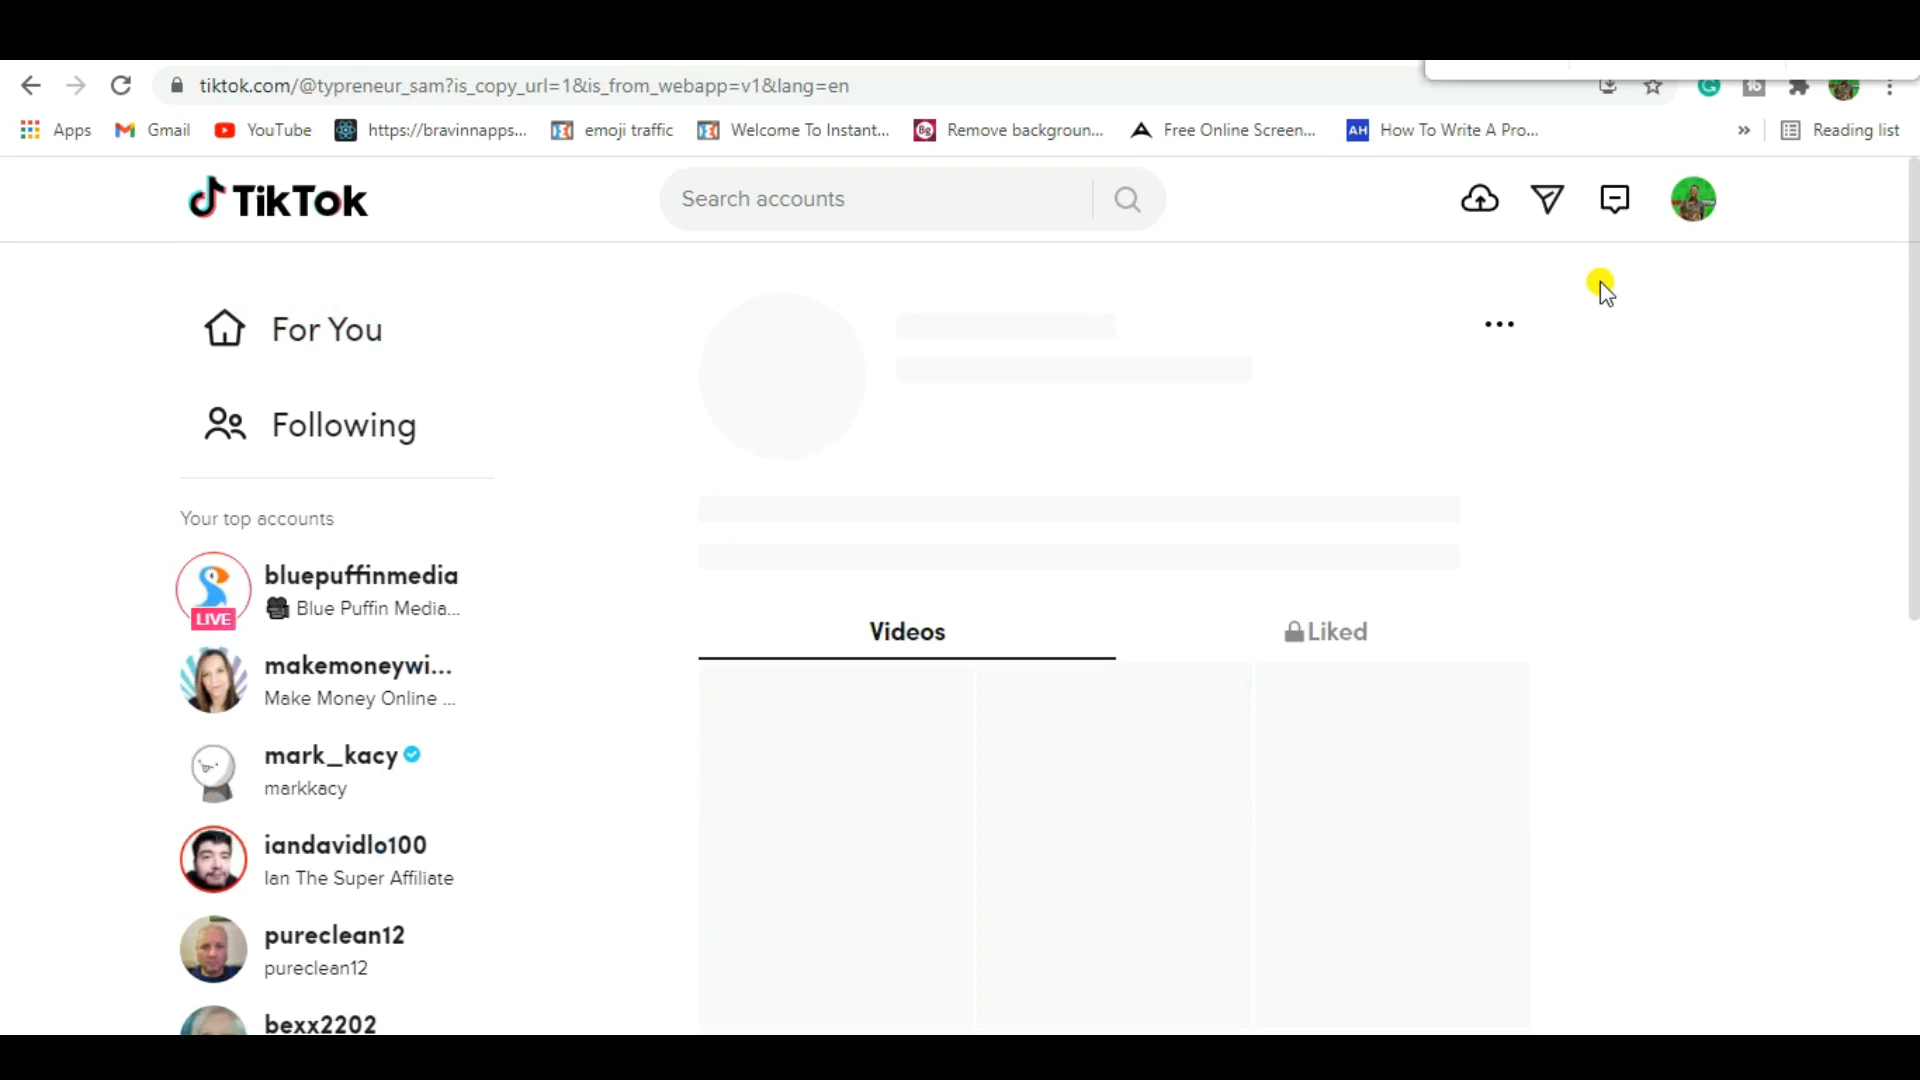 tiktok.com/@typreneur_sam?is_copy_url=1&is_from_webapp=v1&lang=en
Apps Gmail YouTube https://bravinnapps... emoji traffic Welcome To Instant... Bg Remove backgroun... Free Online Screen... AH How To Write A Pro... » Reading list
TikTok
Search accounts
For You
Following
Your top accounts
bluepuffinmedia
Blue Puffin Media...
LIVE
makemoneywi...
Make Money Online ...
mark_kacy
markkacy
iandavidlo100
Ian The Super Affiliate
pureclean12
pureclean12
bexx2202
Videos
Liked